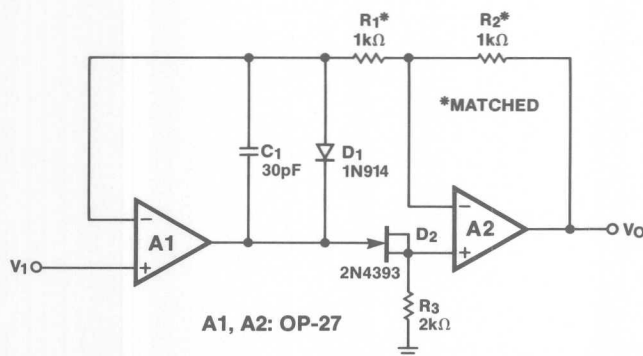 R1*
1kΩ
R2*
1kΩ
*MATCHED
C1
30pF
D1
1N914
−
A1
+
V1
D2
2N4393
−
A2
+
VO
R3
2kΩ
A1, A2: OP-27